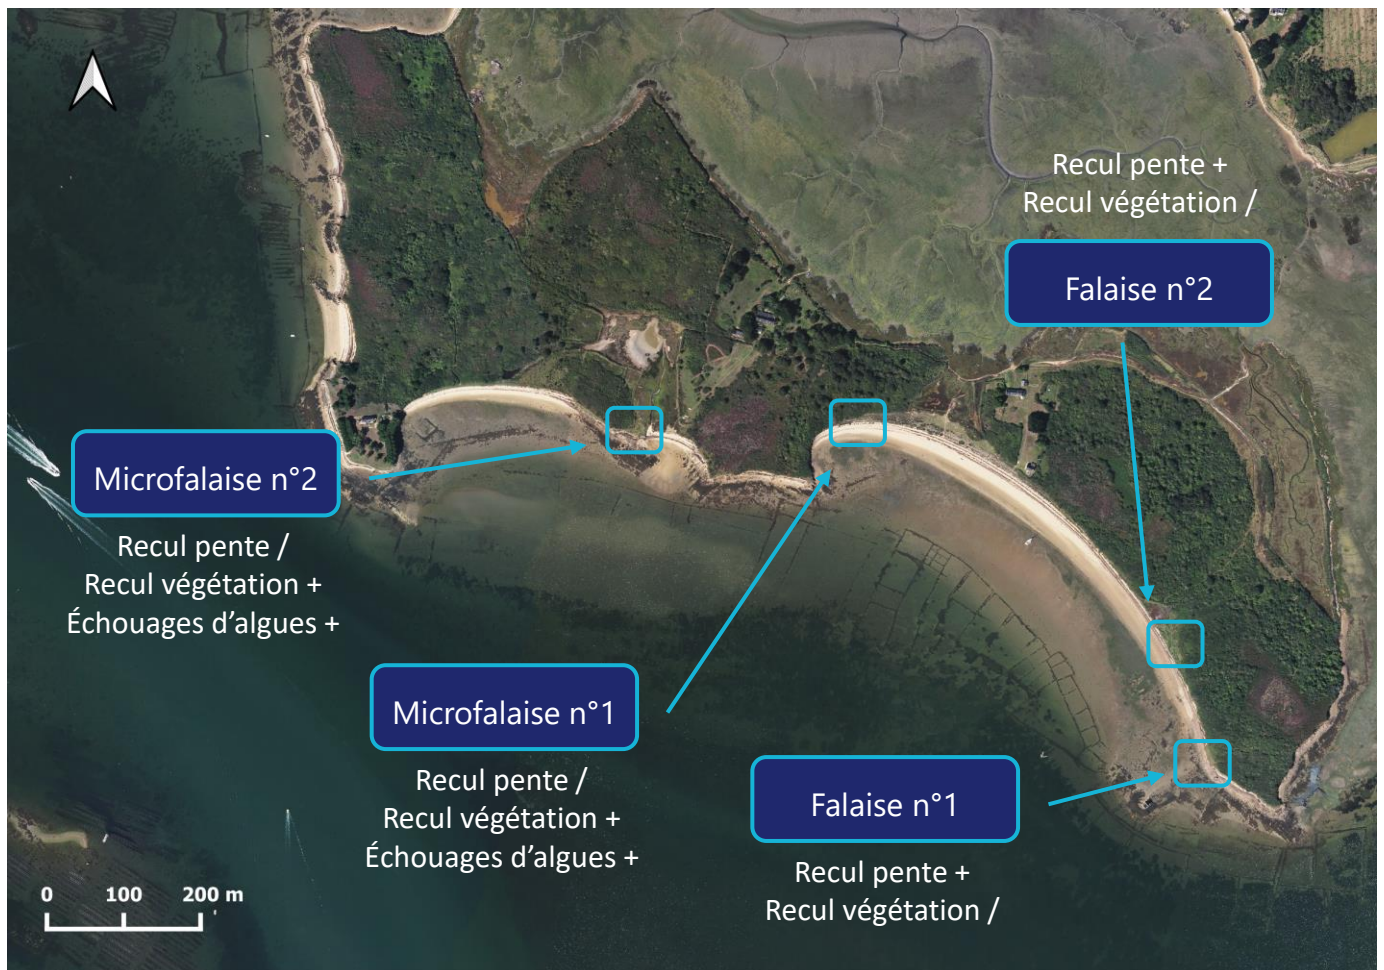 Recul pente +
Recul végétation /
Falaise n°2
Microfalaise n°2
Recul pente /
Recul végétation +
Échouages d'algues +
Microfalaise n°1
Recul pente /
Recul végétation +
Échouages d'algues +
Falaise n°1
Recul pente +
Recul végétation /
0 100 200 m